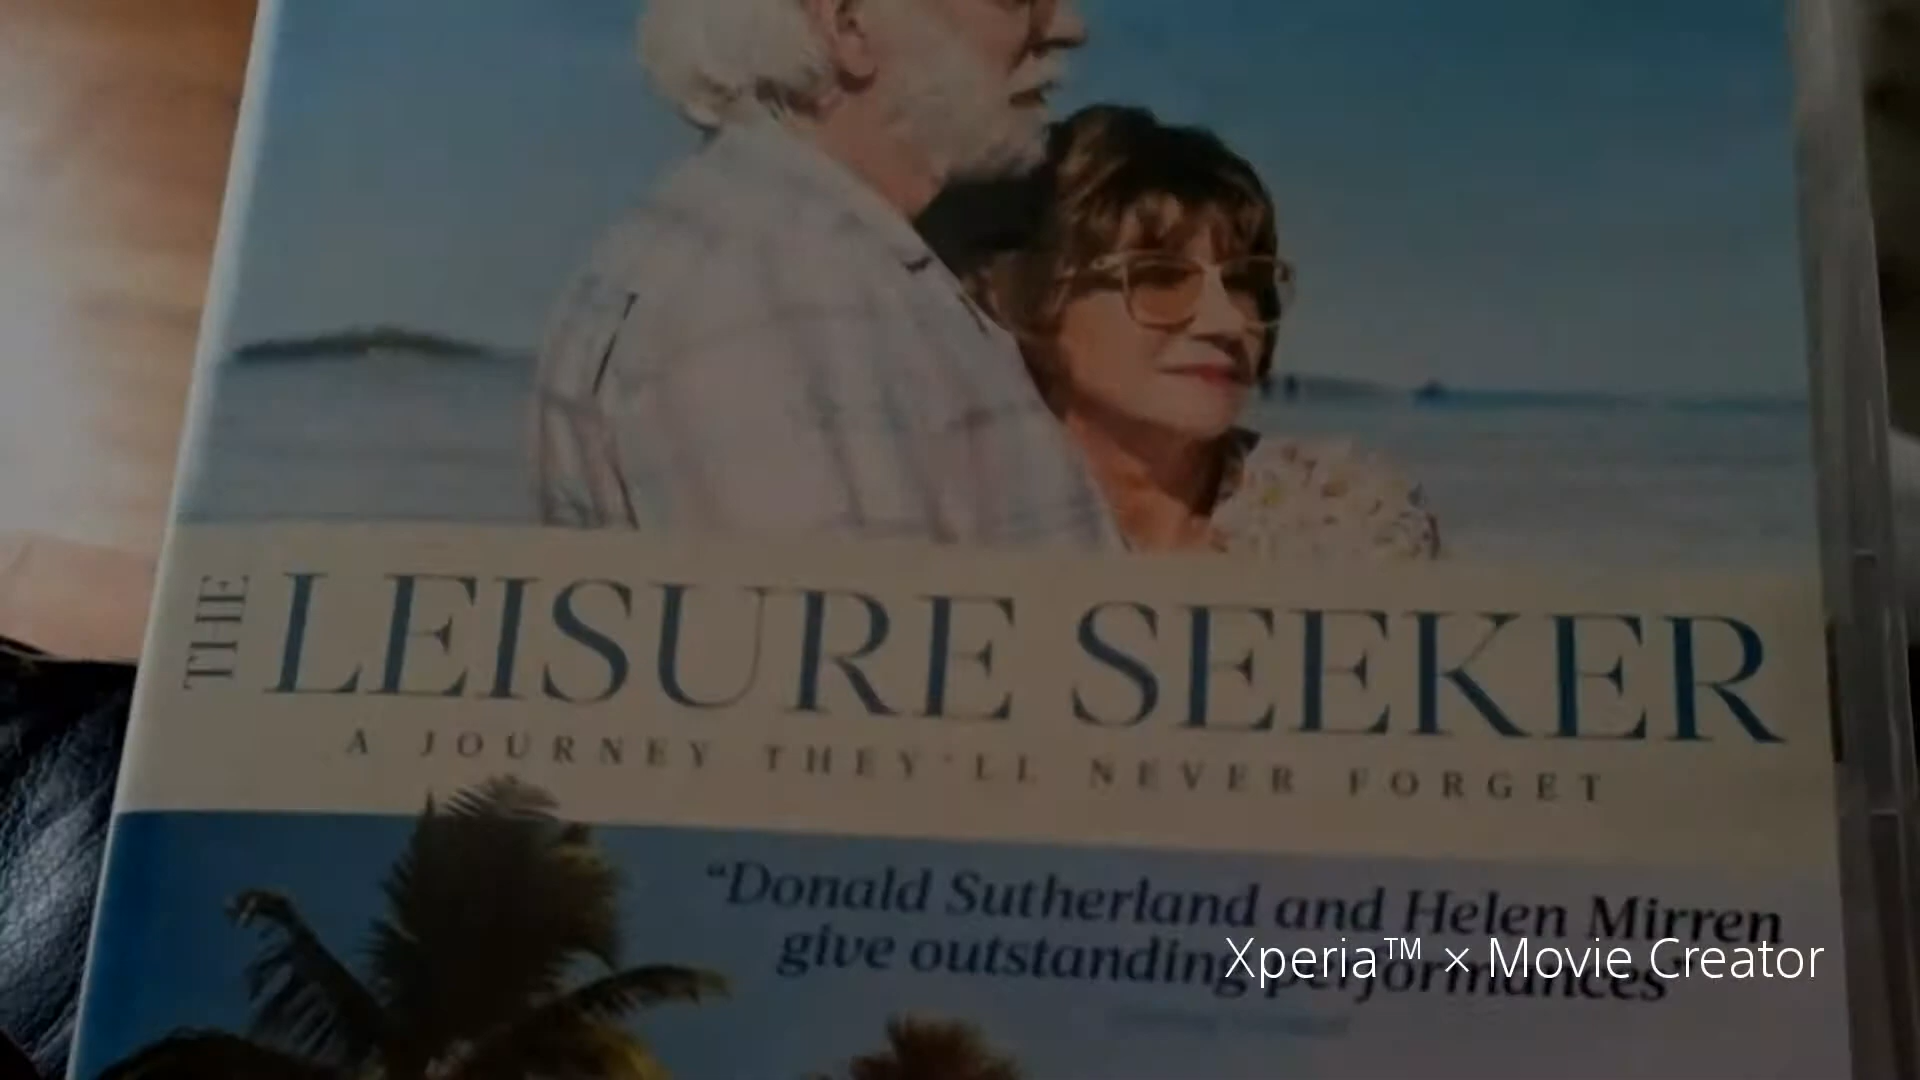 THE
LEISURE SEEKER
A JOURNEY THEY'LL NEVER FORGET
"Donald Sutherland and Helen Mirren
give outstanding performances"
Xperia™ × Movie Creator